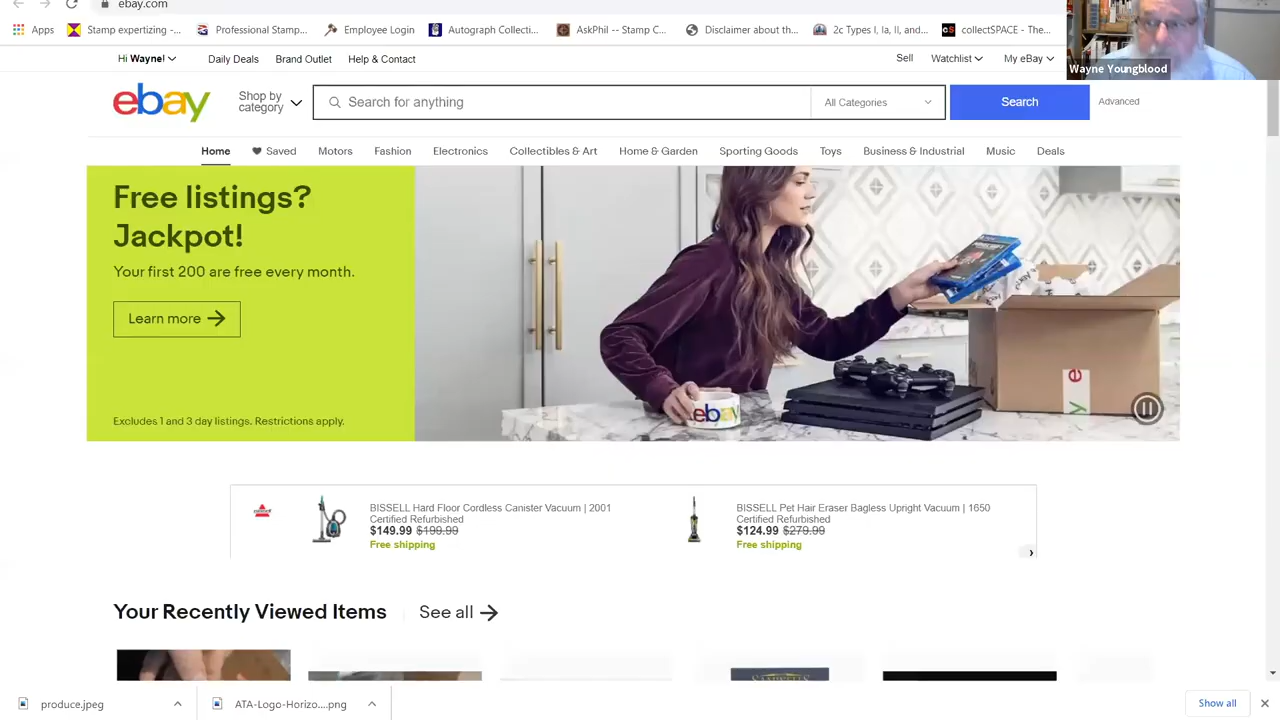 ebay.com
Apps
Stamp expertizing -...
Professional Stamp...
Employee Login
Autograph Collecti...
AskPhil -- Stamp C...
Disclaimer about th...
2c Types I, Ia, II, and...
collectSPACE - The...
Wayne Youngblood
Hi Wayne!
Daily Deals
Brand Outlet
Help & Contact
Sell
Watchlist
My eBay
ebay
Shop by
category
Search for anything
All Categories
Search
Advanced
Home
Saved
Motors
Fashion
Electronics
Collectibles & Art
Home & Garden
Sporting Goods
Toys
Business & Industrial
Music
Deals
Free listings?
Jackpot!
Your first 200 are free every month.
Learn more
Excludes 1 and 3 day listings. Restrictions apply.
ebay
BISSELL Hard Floor Cordless Canister Vacuum | 2001
Certified Refurbished
$149.99 $199.99
Free shipping
BISSELL Pet Hair Eraser Bagless Upright Vacuum | 1650
Certified Refurbished
$124.99 $279.99
Free shipping
Your Recently Viewed Items
See all
produce.jpeg
ATA-Logo-Horizo....png
Show all